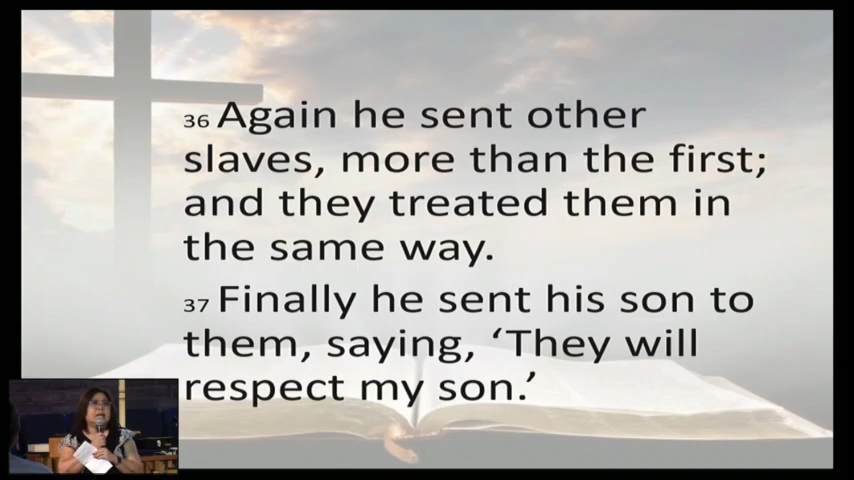 36 Again he sent other
slaves, more than the first;
and they treated them in
the same way.
37 Finally he sent his son to
them, saying, ‘They will
respect my son.’